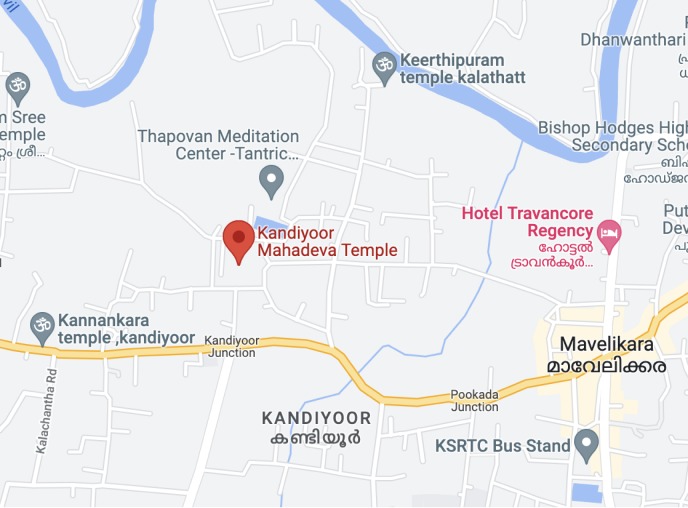 vil
Keerthipuram
temple kalathatt
Dhanwanthari
m Sree
emple
റ്റം ശ്രീ...
Thapovan Meditation
Center -Tantric...
Bishop Hodges High
Secondary Scho
ബിഷ
ഹോഡ്ജസ
Hotel Travancore
Regency
ഹോട്ടൽ
ട്രാവൻകൂർ...
Put
Dev
Kandiyoor
Mahadeva Temple
Kannankara
temple ,kandiyoor
Kandiyoor
Junction
Mavelikara
മാവേലിക്കര
Kalachantha Rd
Pookada
Junction
KANDIYOOR
കണ്ടിയൂർ
KSRTC Bus Stand